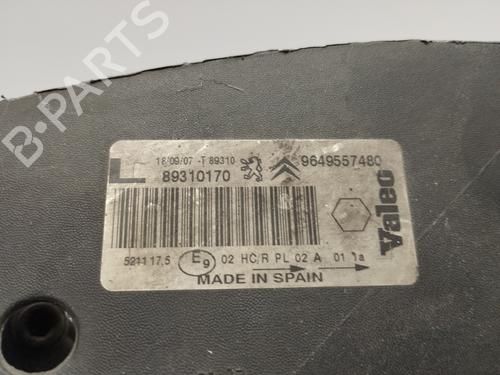 B-PARTS
L
18/09/07 -T 89310
89310170
9649557480
Valeo
5211 17,5 E9 02 HC/R PL 02 A 01 1a
MADE IN SPAIN